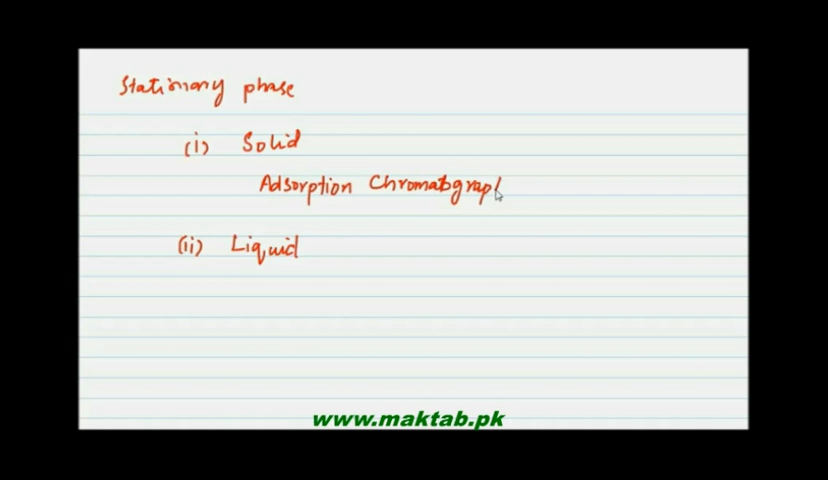 Stationary phase
(i) Solid
Adsorption Chromatograp
(ii) Liquid
www.maktab.pk